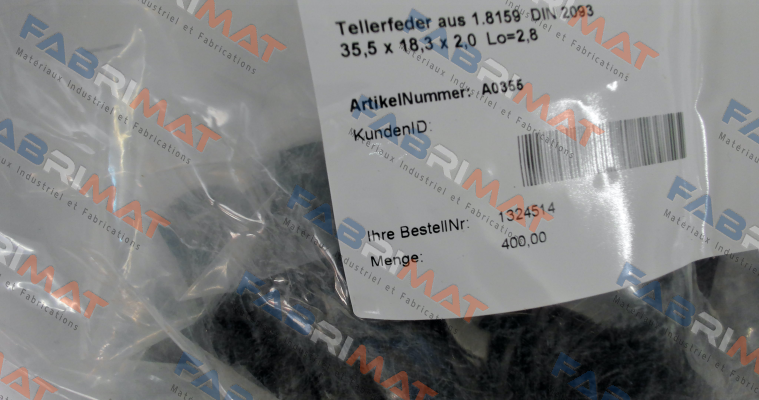 Tellerfeder aus 1.8159 DIN 2093
35,5 x 18,3 x 2,0 Lo=2,8
ArtikelNummer: A0355
KundenID:
Ihre BestellNr: 1324514
Menge: 400,00
FABRIMAT
Materiaux Industriel et Fabrications